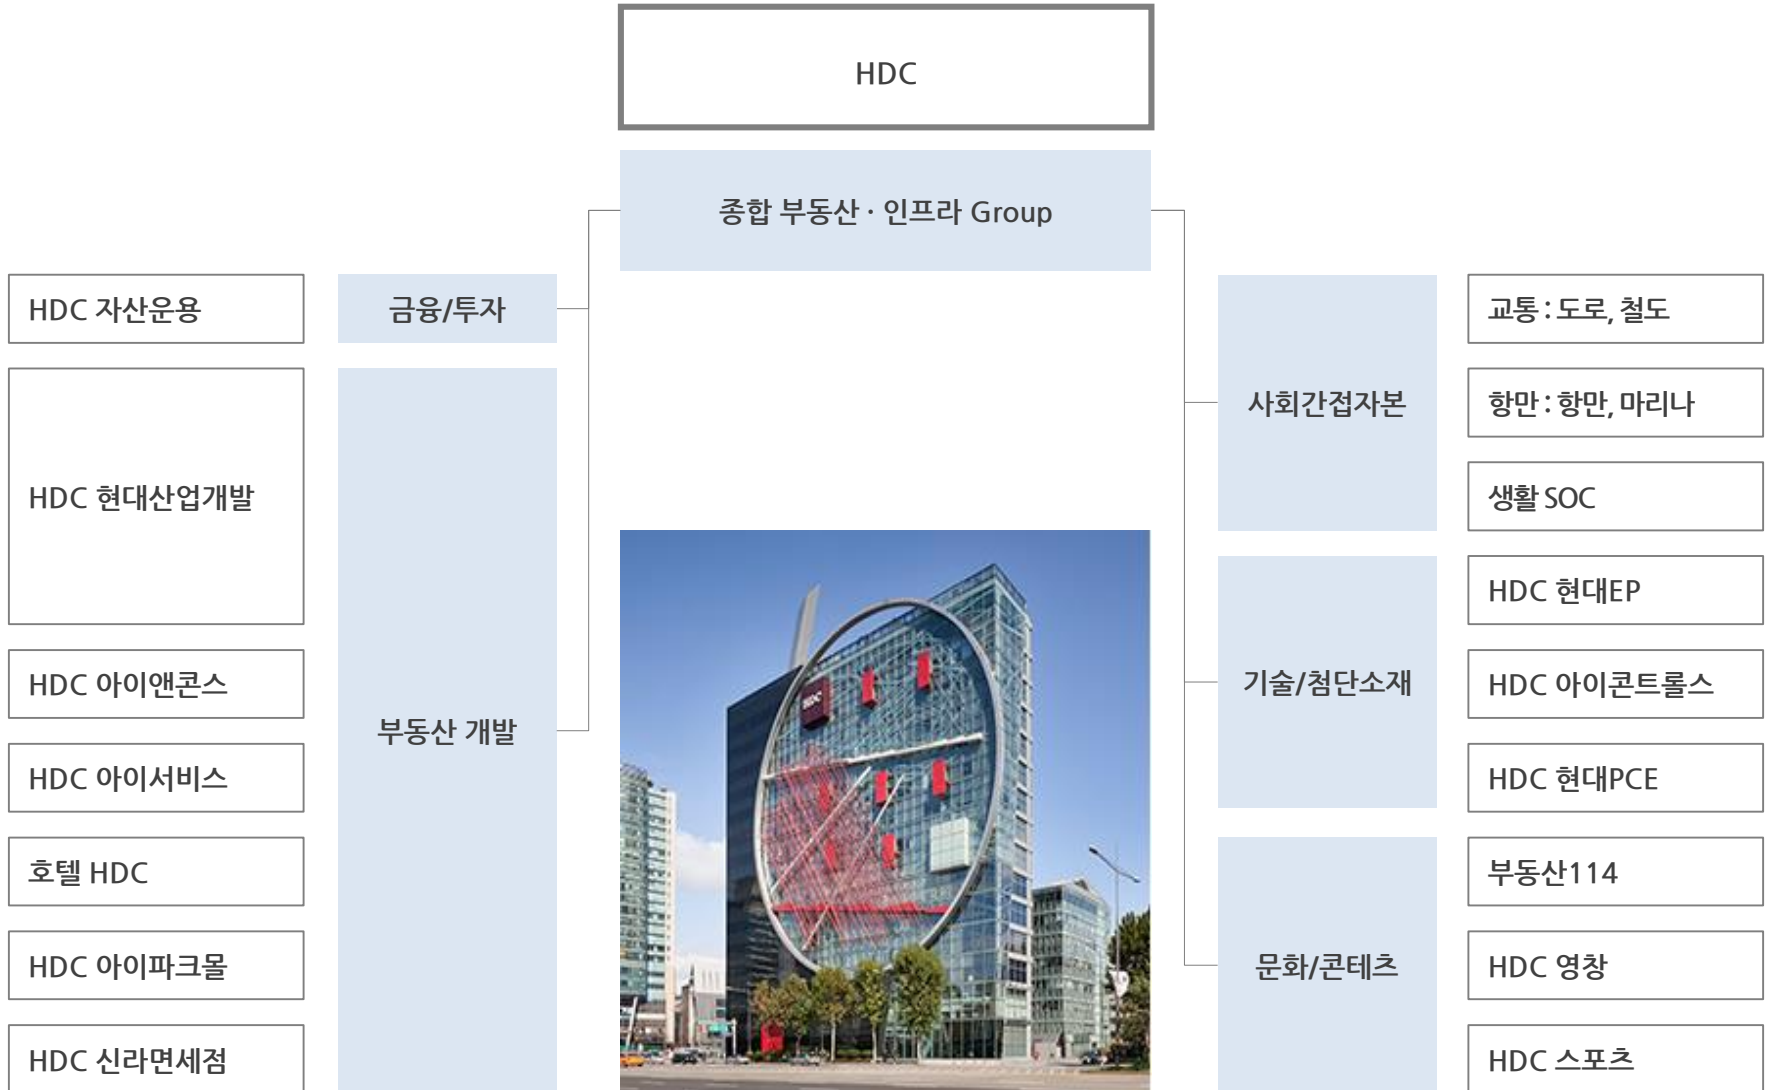 HDC
종합 부동산 · 인프라 Group
HDC 자산운용
금융/투자
HDC 현대산업개발
HDC 아이앤콘스
HDC 아이서비스
호텔 HDC
HDC 아이파크몰
HDC 신라면세점
부동산 개발
HDC
사회간접자본
교통 : 도로, 철도
항만 : 항만, 마리나
생활 SOC
기술/첨단소재
HDC 현대EP
HDC 아이콘트롤스
HDC 현대PCE
문화/콘테츠
부동산114
HDC 영창
HDC 스포츠